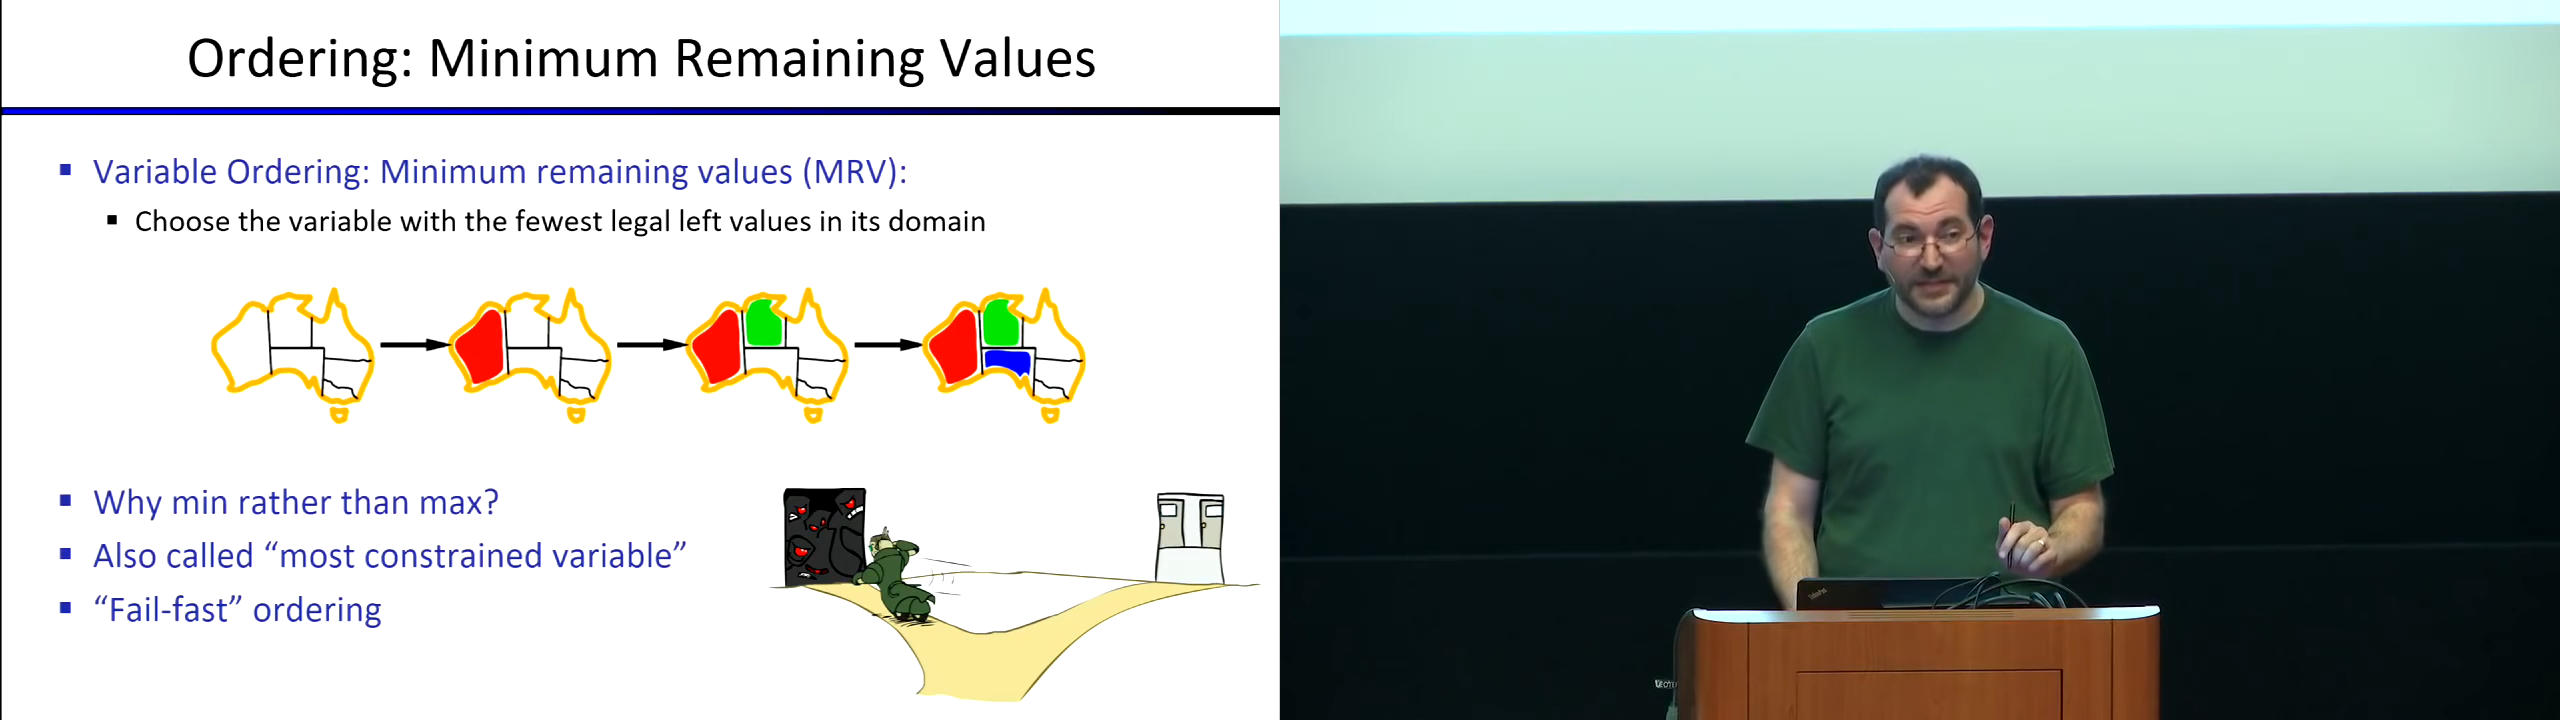 Ordering: Minimum Remaining Values
Variable Ordering: Minimum remaining values (MRV):
Choose the variable with the fewest legal left values in its domain
Why min rather than max?
Also called “most constrained variable”
“Fail-fast” ordering
ThinkPad